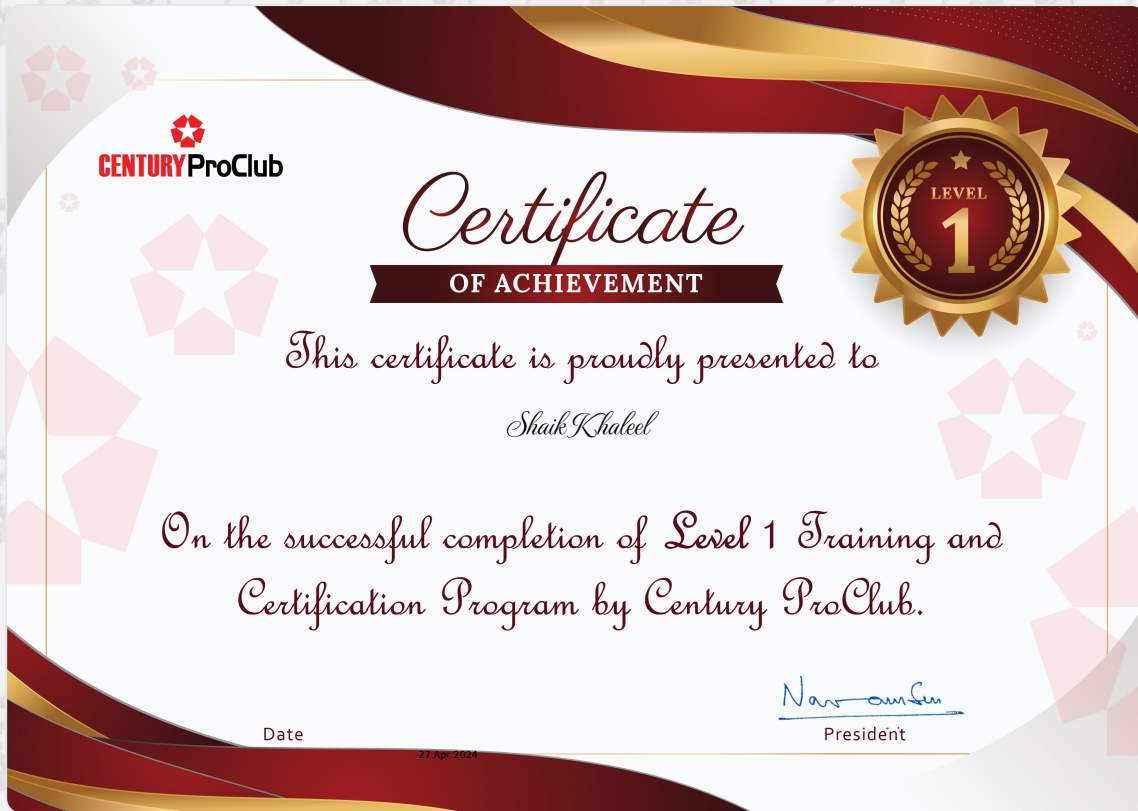 CENTURY ProClub
LEVEL
1
Certificate
OF ACHIEVEMENT
This certificate is proudly presented to
Shaik Khaleel
On the successful completion of Level 1 Training and
Certification Program by Century ProClub.
Date
President
27 Apr 2024